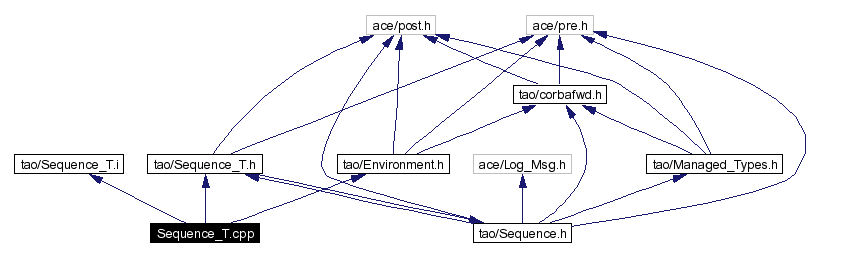 ace/post.h
ace/pre.h
tao/corbafwd.h
tao/Sequence_T.i
tao/Sequence_T.h
tao/Environment.h
ace/Log_Msg.h
tao/Managed_Types.h
Sequence_T.cpp
tao/Sequence.h